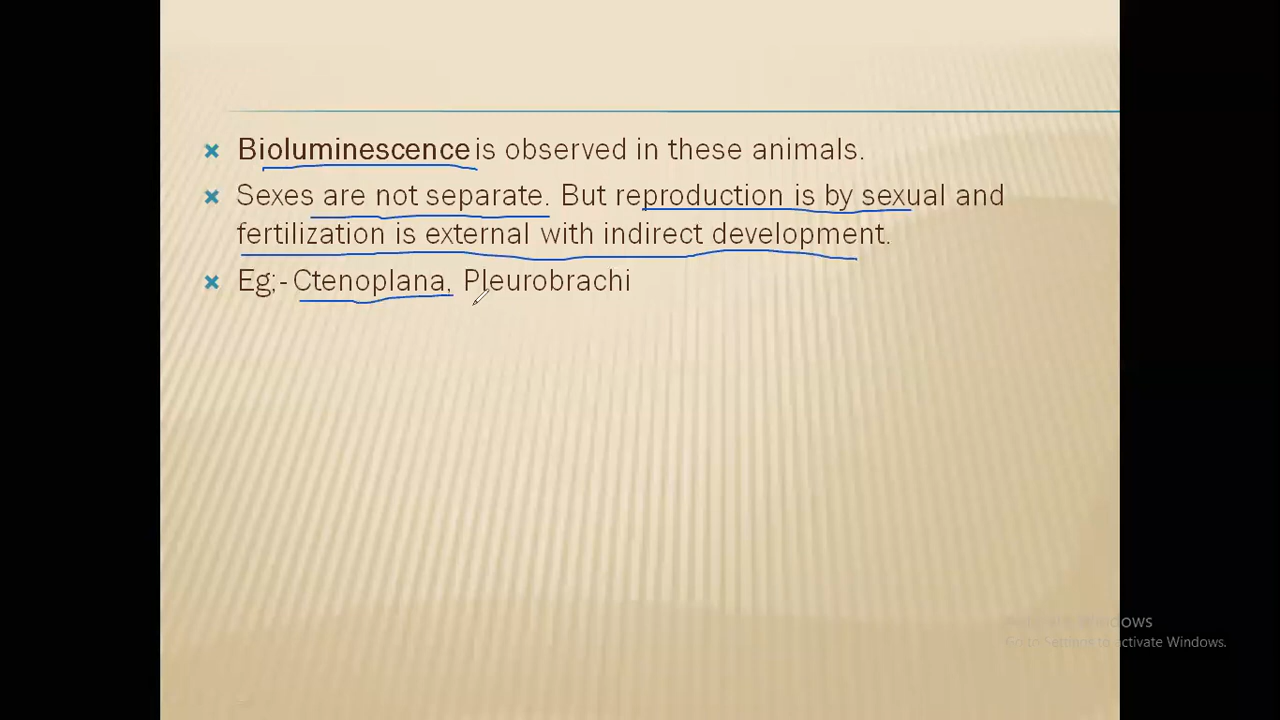 Bioluminescence is observed in these animals.
Sexes are not separate. But reproduction is by sexual and
fertilization is external with indirect development.
Eg;- Ctenoplana, Pleurobrachi
Activate Windows
Go to Settings to activate Windows.